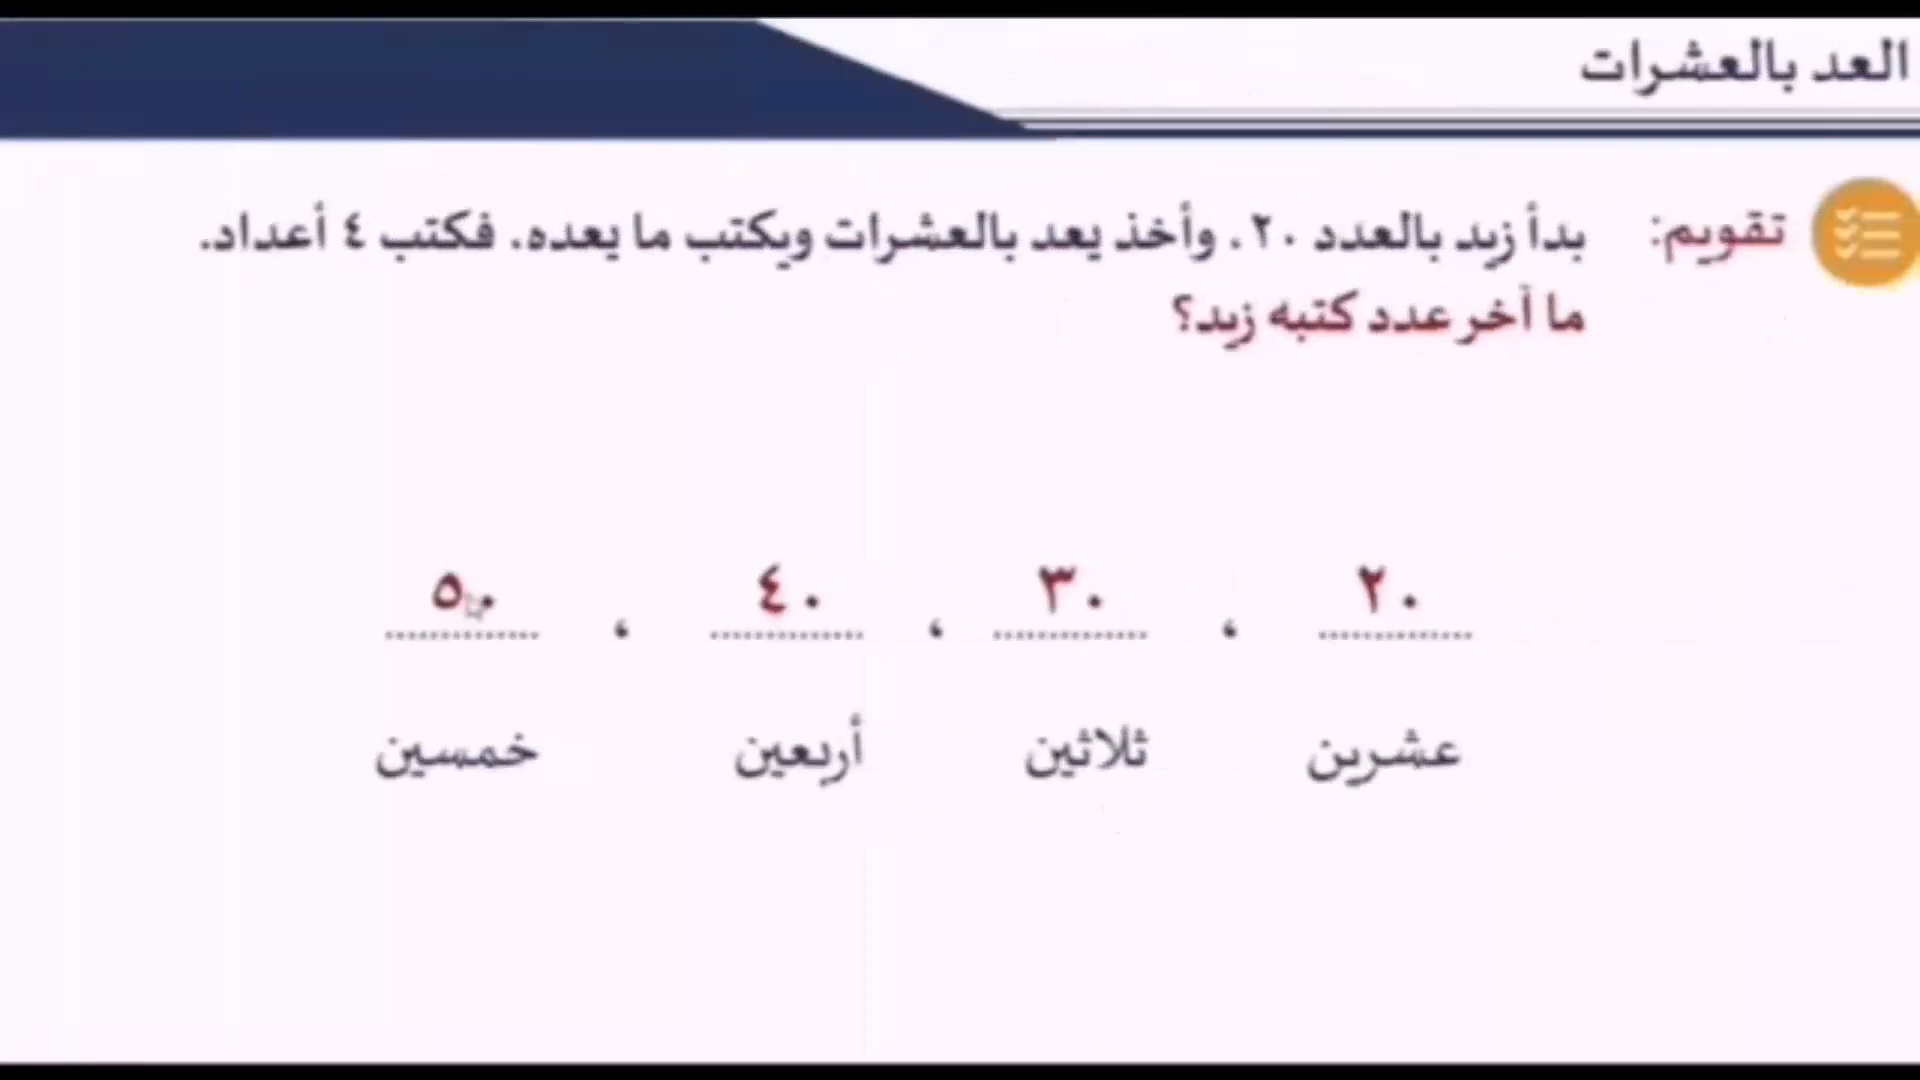 العد بالعشرات
تقويم: بدأ زيد بالعدد ٢٠، وأخذ يعد بالعشرات ويكتب ما يعده، فكتب ٤ أعداد.
ما آخر عدد كتبه زيد؟
٢٠ ، ٣٠ ، ٤٠ ، ٥٠
عشرين ثلاثين أربعين خمسين